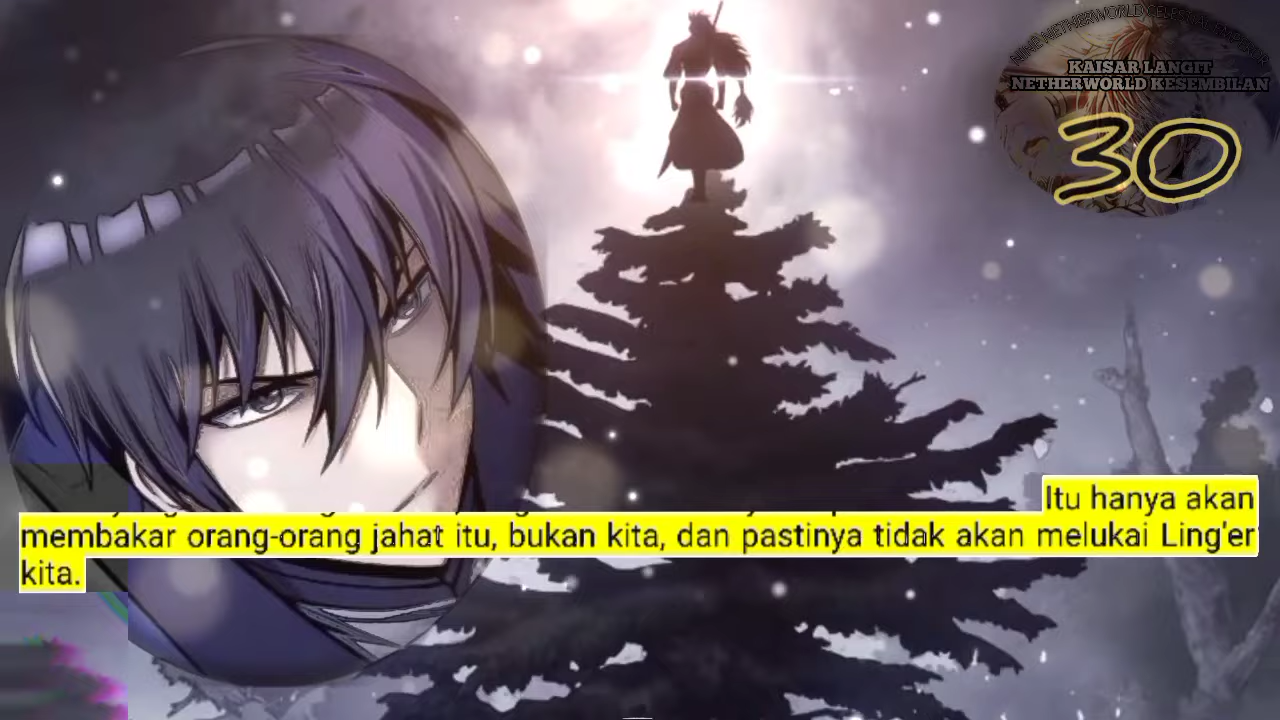 KAISAR LANGIT
NETHERWORLD KESEMBILAN
30
Itu hanya akan
membakar orang-orang jahat itu, bukan kita, dan pastinya tidak akan melukai Ling'er
kita.